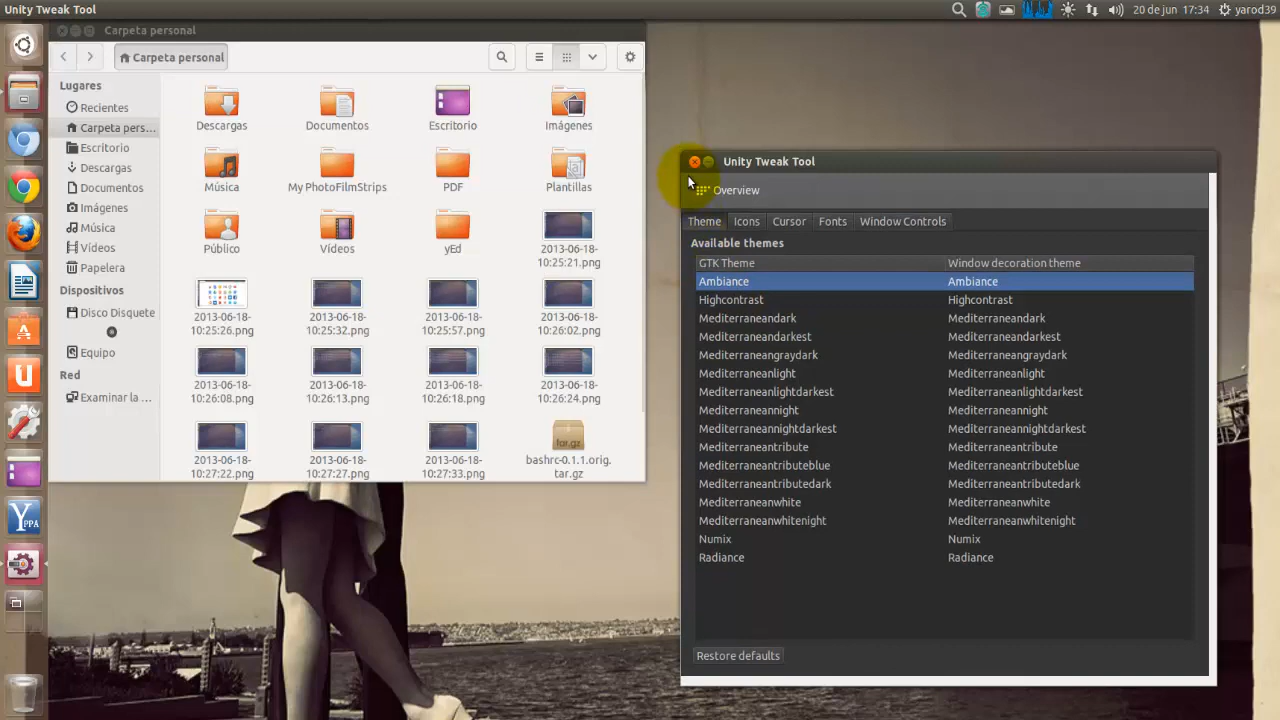 Unity Tweak Tool
20 de jun 17:34
yarod39
Carpeta personal
Carpeta personal
Lugares
Recientes
Carpeta pers...
Escritorio
Descargas
Documentos
Imágenes
Música
Vídeos
Papelera
Dispositivos
Disco Disquete
Equipo
Red
Examinar la ...
Descargas
Documentos
Escritorio
Imágenes
Música
My PhotoFilmStrips
PDF
Plantillas
Público
Vídeos
yEd
2013-06-18-
10:25:21.png
2013-06-18-
10:25:26.png
2013-06-18-
10:25:32.png
2013-06-18-
10:25:57.png
2013-06-18-
10:26:02.png
2013-06-18-
10:26:08.png
2013-06-18-
10:26:13.png
2013-06-18-
10:26:18.png
2013-06-18-
10:26:24.png
2013-06-18-
10:27:22.png
2013-06-18-
10:27:27.png
2013-06-18-
10:27:33.png
tar.gz
bashrc-0.1.1.orig.
tar.gz
Unity Tweak Tool
Overview
Theme Icons Cursor Fonts Window Controls
Available themes
GTK Theme Window decoration theme
Ambiance Ambiance
Highcontrast Highcontrast
Mediterraneandark Mediterraneandark
Mediterraneandarkest Mediterraneandarkest
Mediterraneangraydark Mediterraneangraydark
Mediterraneanlight Mediterraneanlight
Mediterraneanlightdarkest Mediterraneanlightdarkest
Mediterraneannight Mediterraneannight
Mediterraneannightdarkest Mediterraneannightdarkest
Mediterraneantribute Mediterraneantribute
Mediterraneantributeblue Mediterraneantributeblue
Mediterraneantributedark Mediterraneantributedark
Mediterraneanwhite Mediterraneanwhite
Mediterraneanwhitenight Mediterraneanwhitenight
Numix Numix
Radiance Radiance
Restore defaults
YPPA